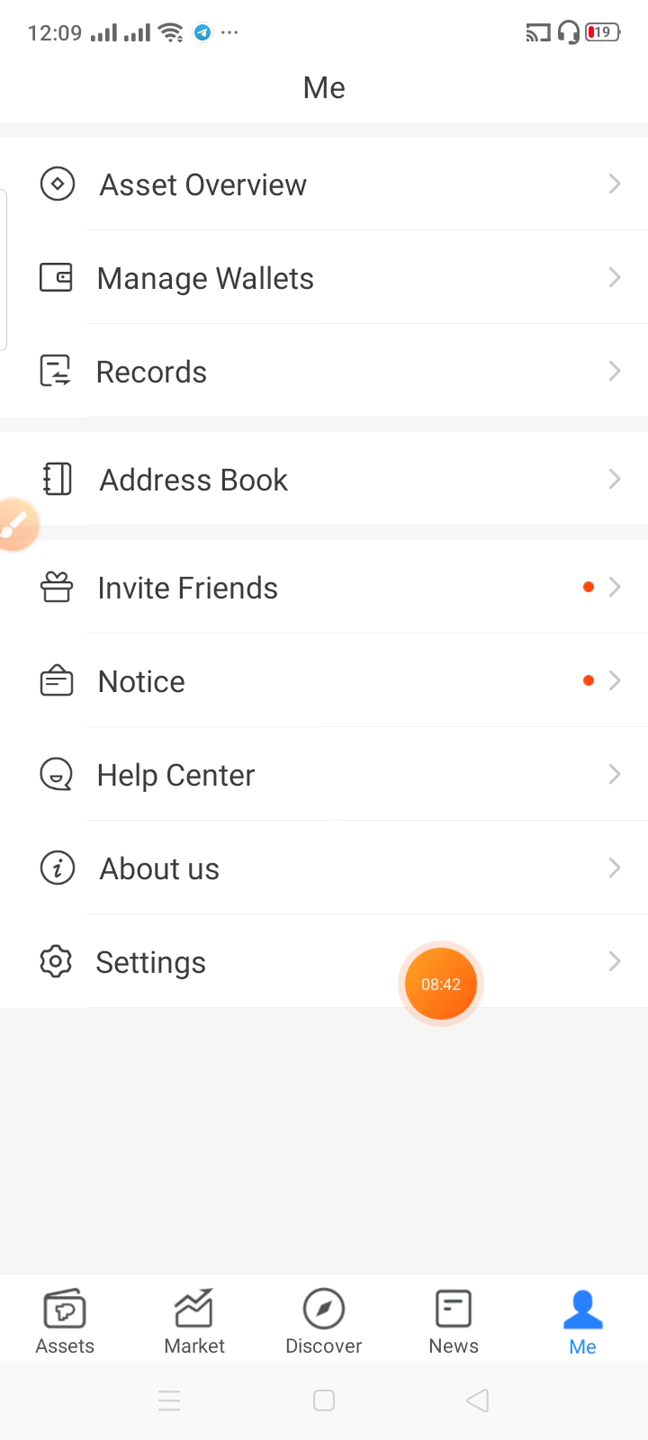 12:09
19
Me
Asset Overview
Manage Wallets
Records
Address Book
Invite Friends
Notice
Help Center
About us
Settings
08:42
Assets Market Discover News Me